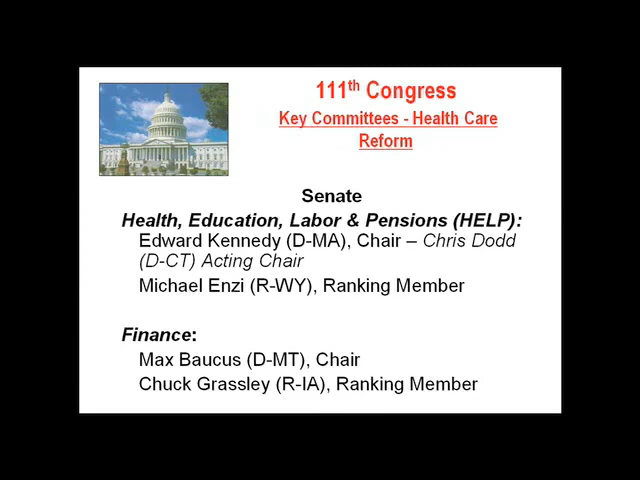 111th Congress
Key Committees - Health Care
Reform
Senate
Health, Education, Labor & Pensions (HELP):
Edward Kennedy (D-MA), Chair – Chris Dodd
(D-CT) Acting Chair
Michael Enzi (R-WY), Ranking Member
Finance:
Max Baucus (D-MT), Chair
Chuck Grassley (R-IA), Ranking Member